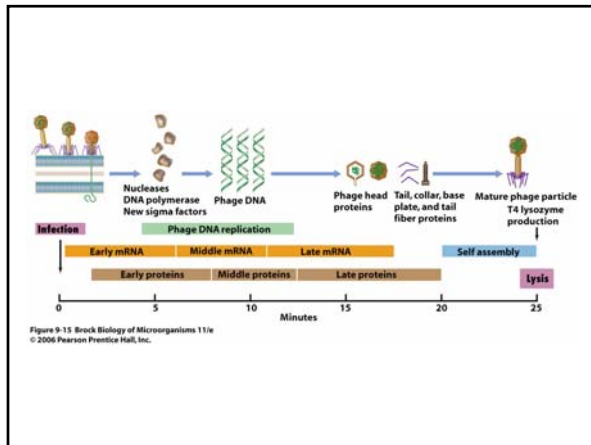 Nucleases
DNA polymerase
New sigma factors
Phage DNA
Phage head
proteins
Tail, collar, base
plate, and tail
fiber proteins
Mature phage particle
T4 lysozyme
production
Infection
Phage DNA replication
Early mRNA
Middle mRNA
Late mRNA
Self assembly
Early proteins
Middle proteins
Late proteins
Lysis
0
5
10
15
20
25
Minutes
Figure 9-15 Brock Biology of Microorganisms 11/e
© 2006 Pearson Prentice Hall, Inc.